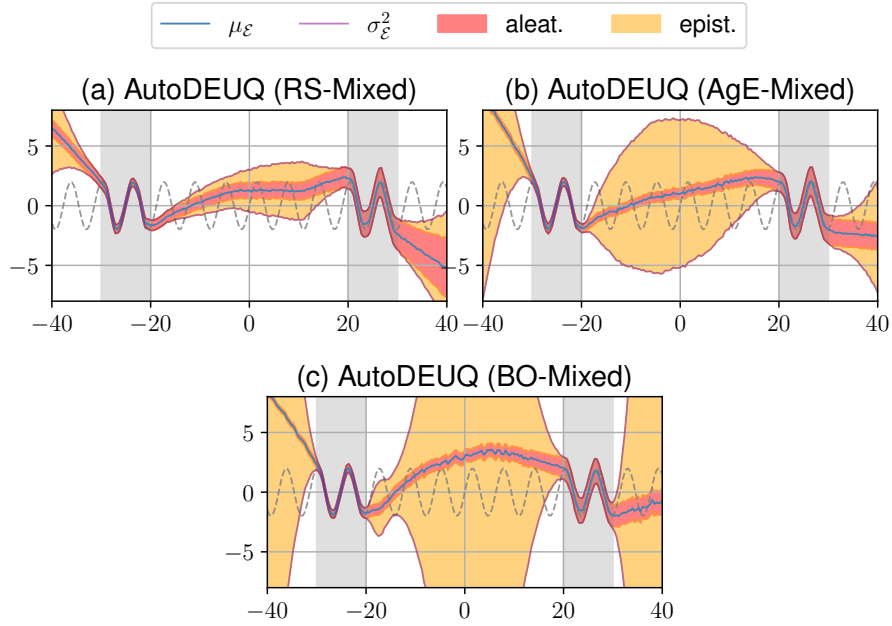 μ_ℰ σ²_ℰ aleat. epist.
(a) AutoDEUQ (RS-Mixed)
(b) AutoDEUQ (AgE-Mixed)
5
0
−5
−40 −20 0 20 40
5
0
−5
−40 −20 0 20 40
(c) AutoDEUQ (BO-Mixed)
5
0
−5
−40 −20 0 20 40